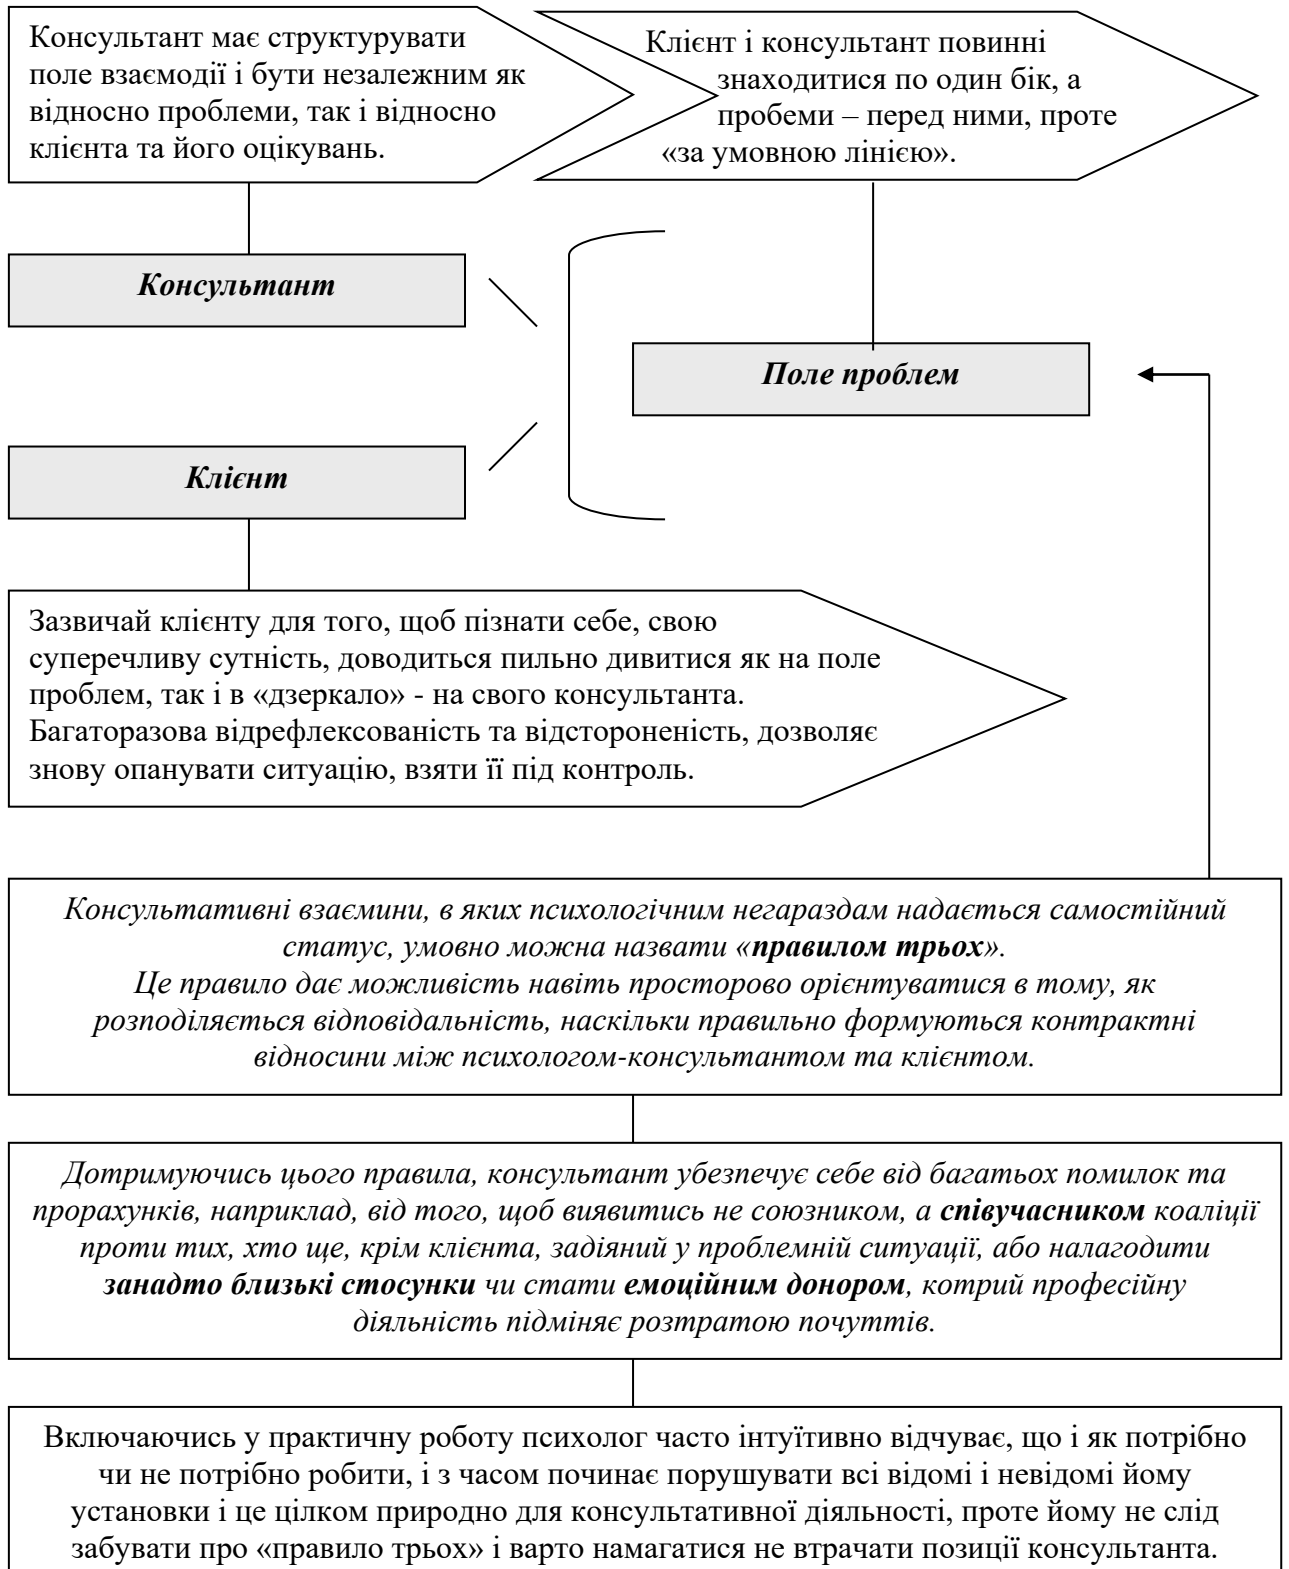 Консультант має структурувати
поле взаємодії і бути незалежним як
відносно проблеми, так і відносно
клієнта та його оцікувань.
Клієнт і консультант повинні
знаходитися по один бік, а
пробеми – перед ними, проте
«за умовною лінією».
Консультант
Поле проблем
Клієнт
Зазвичай клієнту для того, щоб пізнати себе, свою
суперечливу сутність, доводиться пильно дивитися як на поле
проблем, так і в «дзеркало» - на свого консультанта.
Багаторазова відрефлексованість та відстороненість, дозволяє
знову опанувати ситуацію, взяти її під контроль.
Консультативні взаємини, в яких психологічним негараздам надається самостійний
статус, умовно можна назвати «правилом трьох».
Це правило дає можливість навіть просторово орієнтуватися в тому, як
розподіляється відповідальність, наскільки правильно формуються контрактні
відносини між психологом-консультантом та клієнтом.
Дотримуючись цього правила, консультант убезпечує себе від багатьох помилок та
прорахунків, наприклад, від того, щоб виявитись не союзником, а співучасником коаліції
проти тих, хто ще, крім клієнта, задіяний у проблемній ситуації, або налагодити
занадто близькі стосунки чи стати емоційним донором, котрий професійну
діяльність підміняє розтратою почуттів.
Включаючись у практичну роботу психолог часто інтуїтивно відчуває, що і як потрібно
чи не потрібно робити, і з часом починає порушувати всі відомі і невідомі йому
установки і це цілком природно для консультативної діяльності, проте йому не слід
забувати про «правило трьох» і варто намагатися не втрачати позиції консультанта.